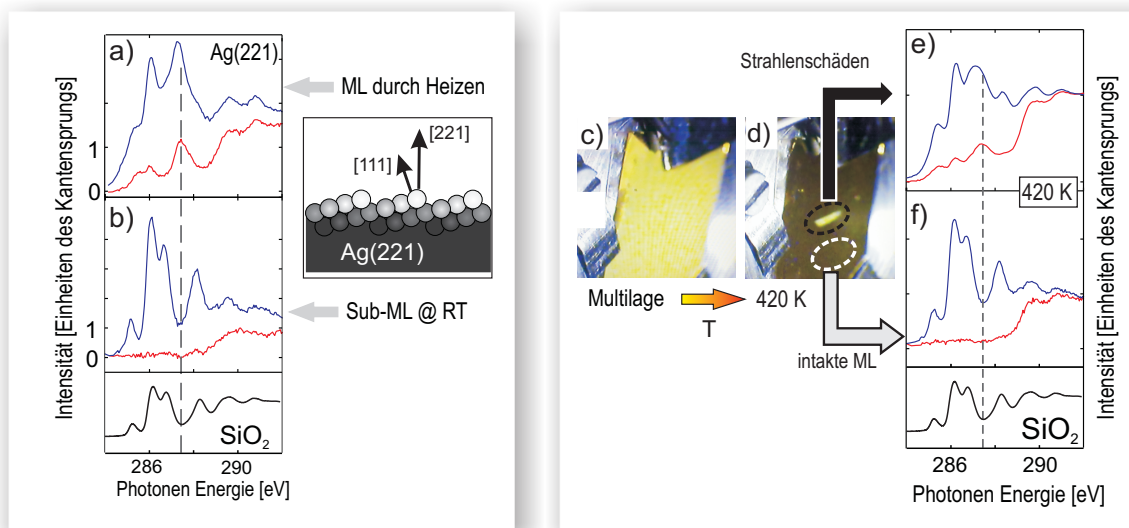 a)
Ag(221)
1
0
b)
1
0
SiO2
286
290
Photonen Energie [eV]
Intensität [Einheiten des Kantensprungs]
ML durch Heizen
[221]
[111]
Ag(221)
Sub-ML @ RT
Strahlenschäden
c)
d)
Multilage
T
420 K
intakte ML
e)
420 K
f)
SiO2
286
290
Photonen Energie [eV]
Intensität [Einheiten des Kantensprungs]